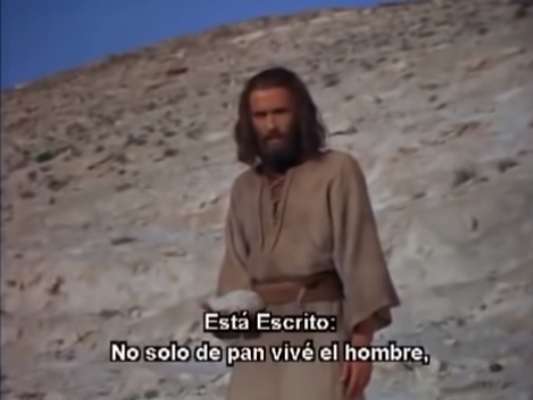 Está Escrito:
No solo de pan vivé el hombre,